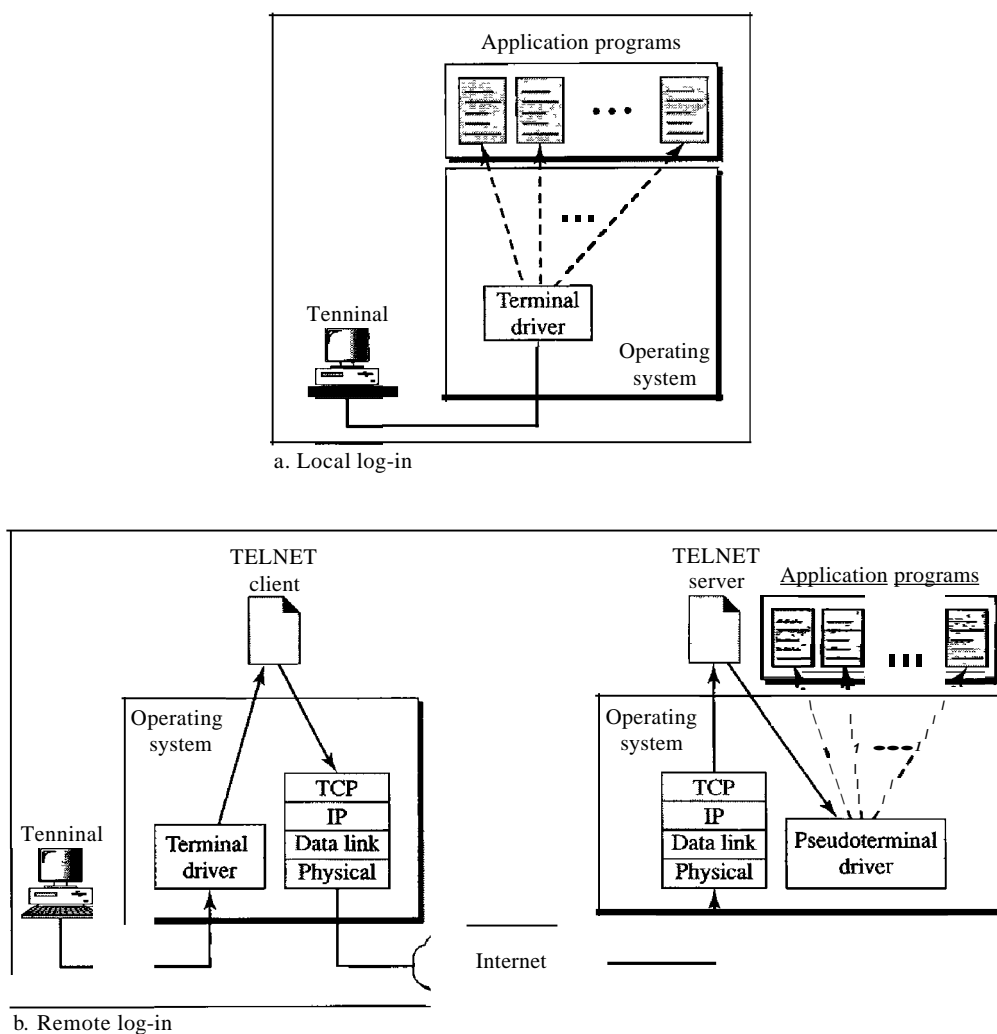 Application programs
Terminal
driver
Tenninal
Operating
system
a. Local log-in
TELNET
client
TELNET
server
Application programs
Operating
system
Operating
system
TCP
IP
Data link
Physical
TCP
IP
Data link
Physical
Tenninal
Terminal
driver
Pseudoterminal
driver
Internet
b. Remote log-in